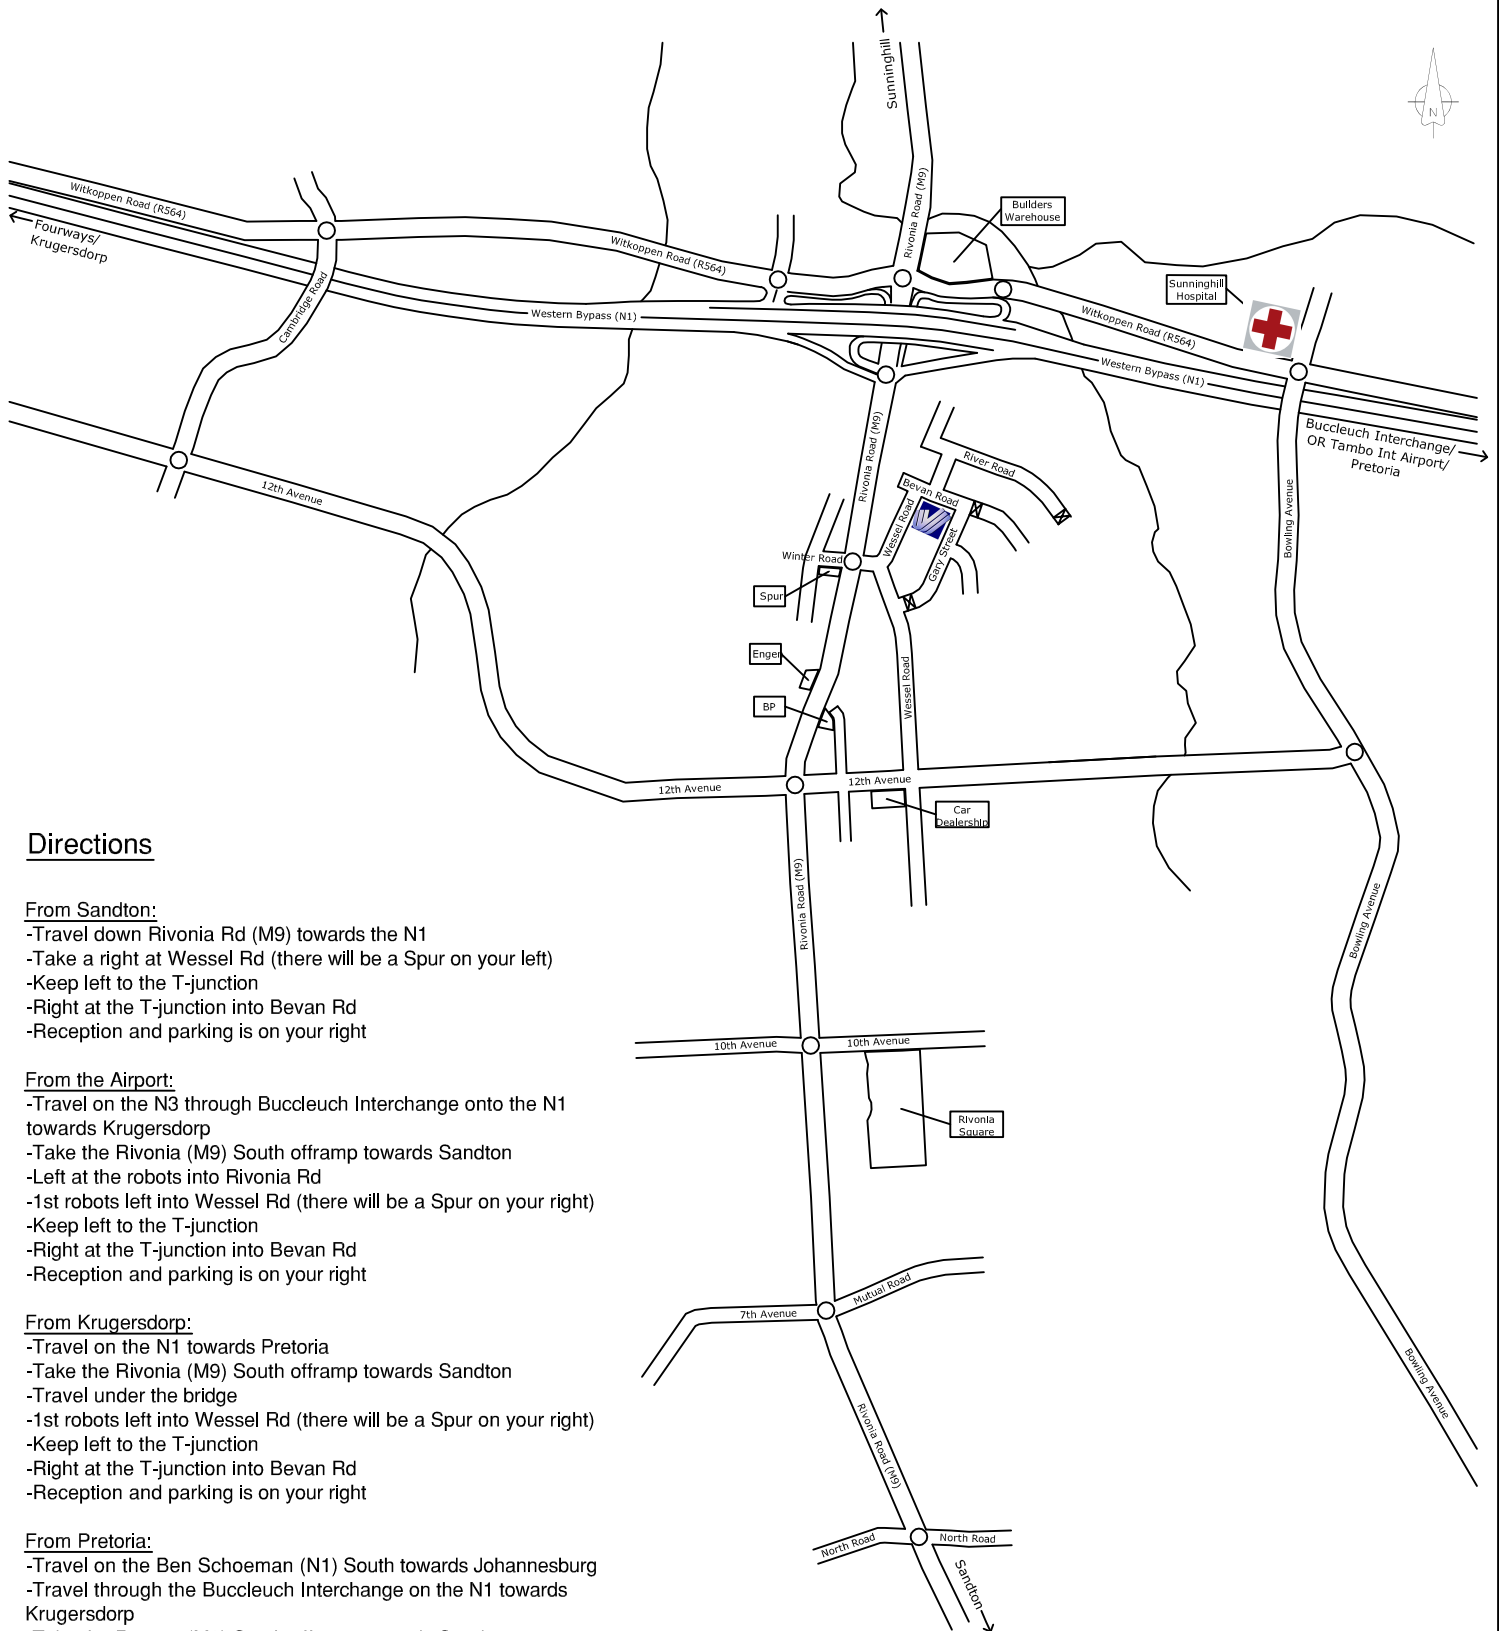 Sunninghill
N
Witkoppen Road (R564)
Fourways/
Krugersdorp
Cambridge Road
Witkoppen Road (R564)
Western Bypass (N1)
Rivonia Road (M9)
Builders
Warehouse
Sunninghill
Hospital
Witkoppen Road (R564)
Western Bypass (N1)
Buccleuch Interchange/
OR Tambo Int Airport/
Pretoria
12th Avenue
Rivonia Road (M9)
River Road
Bevan Road
Wessel Road
Gary Street
Bowling Avenue
Winter Road
Spur
Engen
BP
Wessel Road
12th Avenue
12th Avenue
Car
Dealership
Rivonia Road (M9)
Bowling Avenue
10th Avenue
10th Avenue
Rivonia
Square
Mutual Road
7th Avenue
Bowling Avenue
Rivonia Road (M9)
North Road
North Road
Sandton
Directions
From Sandton:
-Travel down Rivonia Rd (M9) towards the N1
-Take a right at Wessel Rd (there will be a Spur on your left)
-Keep left to the T-junction
-Right at the T-junction into Bevan Rd
-Reception and parking is on your right
From the Airport:
-Travel on the N3 through Buccleuch Interchange onto the N1
towards Krugersdorp
-Take the Rivonia (M9) South offramp towards Sandton
-Left at the robots into Rivonia Rd
-1st robots left into Wessel Rd (there will be a Spur on your right)
-Keep left to the T-junction
-Right at the T-junction into Bevan Rd
-Reception and parking is on your right
From Krugersdorp:
-Travel on the N1 towards Pretoria
-Take the Rivonia (M9) South offramp towards Sandton
-Travel under the bridge
-1st robots left into Wessel Rd (there will be a Spur on your right)
-Keep left to the T-junction
-Right at the T-junction into Bevan Rd
-Reception and parking is on your right
From Pretoria:
-Travel on the Ben Schoeman (N1) South towards Johannesburg
-Travel through the Buccleuch Interchange on the N1 towards
Krugersdorp